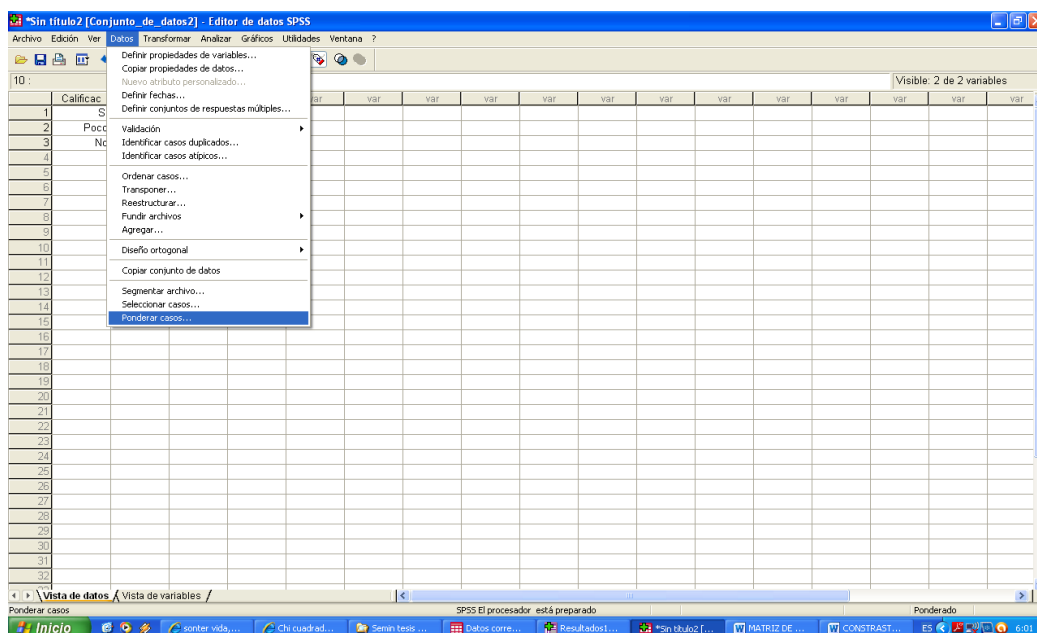 *Sin título2 [Conjunto_de_datos2] - Editor de datos SPSS
Archivo Edición Ver Datos Transformar Analizar Gráficos Utilidades Ventana ?
10 :
Visible: 2 de 2 variables
Calificac var var var var var var var var var var var var var
1 S
2 Poco
3 No
4
5
6
7
8
9
10
11
12
13
14
15
16
17
18
19
20
21
22
23
24
25
26
27
28
29
30
31
32
Definir propiedades de variables...
Copiar propiedades de datos...
Nuevo atributo personalizado...
Definir fechas...
Definir conjuntos de respuestas múltiples...
Validación
Identificar casos duplicados...
Identificar casos atípicos...
Ordenar casos...
Transponer...
Reestructurar...
Fundir archivos
Agregar...
Diseño ortogonal
Copiar conjunto de datos
Segmentar archivo...
Seleccionar casos...
Ponderar casos...
Vista de datos Vista de variables
Ponderar casos
SPSS El procesador está preparado
Ponderado
Inicio
sonter vida,...
Chi cuadrad...
Semin tesis ...
Datos corre...
Resultados1...
*Sin título2 [...
MATRIZ DE ...
CONSTRAST...
ES
6:01